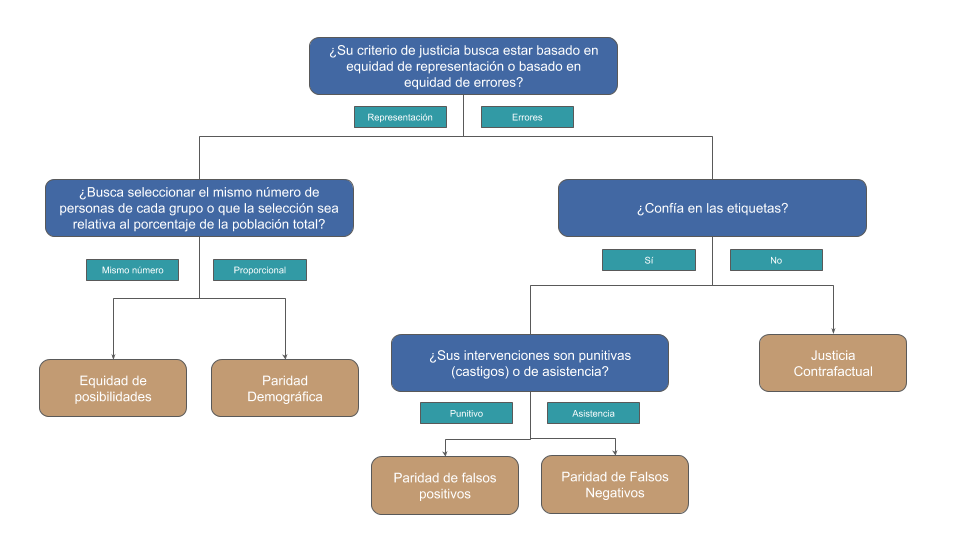 ¿Su criterio de justicia busca estar basado en
equidad de representación o basado en
equidad de errores?
Representación
Errores
¿Busca seleccionar el mismo número de
personas de cada grupo o que la selección sea
relativa al porcentaje de la población total?
¿Confía en las etiquetas?
Mismo número
Proporcional
Sí
No
Equidad de
posibilidades
Paridad
Demográfica
¿Sus intervenciones son punitivas
(castigos) o de asistencia?
Justicia
Contrafactual
Punitivo
Asistencia
Paridad de falsos
positivos
Paridad de Falsos
Negativos